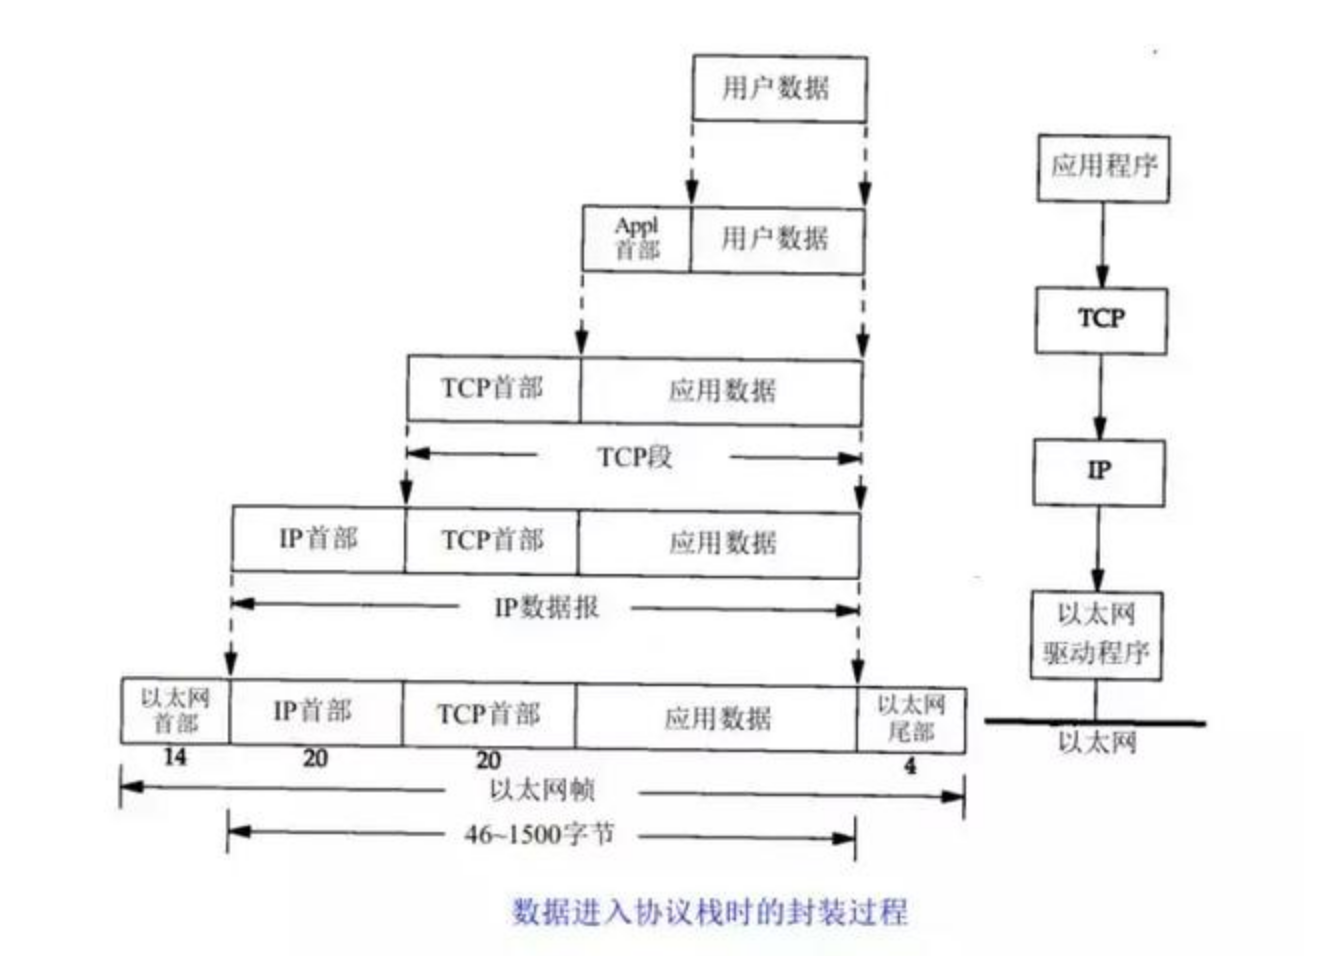 用户数据
应用程序
Appl
首部
用户数据
TCP
TCP首部
应用数据
TCP段
IP
IP首部
TCP首部
应用数据
IP数据报
以太网
驱动程序
以太网
首部
IP首部
TCP首部
应用数据
以太网
尾部
以太网
14
20
20
4
以太网帧
46~1500字节
数据进入协议栈时的封装过程